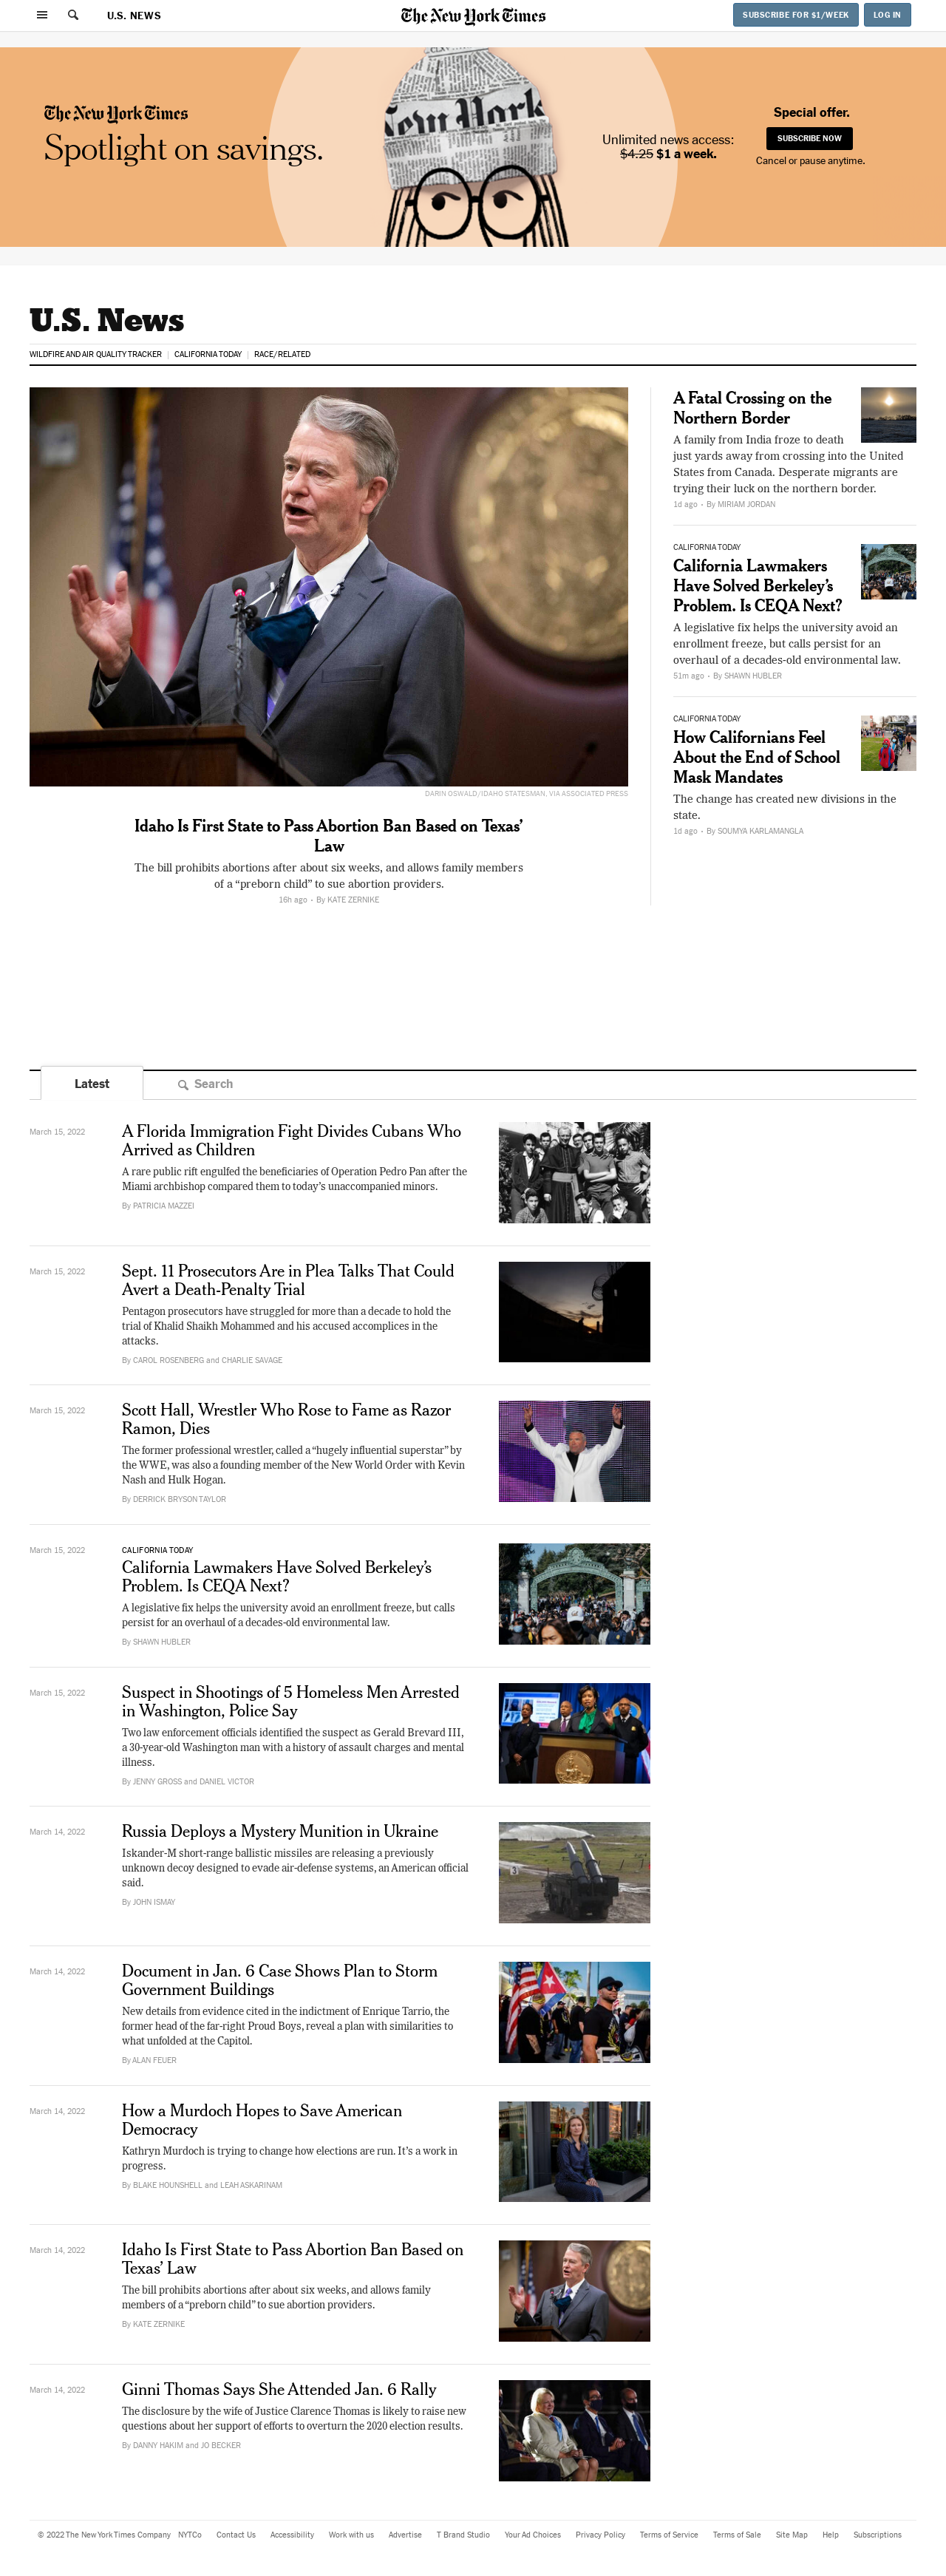 U.S. NEWS
The New York Times
SUBSCRIBE FOR $1/WEEK
LOG IN
The New York Times
Spotlight on savings.
Unlimited news access:
$4.25 $1 a week.
Special offer.
SUBSCRIBE NOW
Cancel or pause anytime.
U.S. News
WILDFIRE AND AIR QUALITY TRACKER
CALIFORNIA TODAY
RACE/RELATED
DARIN OSWALD/IDAHO STATESMAN, VIA ASSOCIATED PRESS
Idaho Is First State to Pass Abortion Ban Based on Texas’
Law
The bill prohibits abortions after about six weeks, and allows family members
of a “preborn child” to sue abortion providers.
16h ago • By KATE ZERNIKE
A Fatal Crossing on the
Northern Border
A family from India froze to death
just yards away from crossing into the United
States from Canada. Desperate migrants are
trying their luck on the northern border.
1d ago • By MIRIAM JORDAN
CALIFORNIA TODAY
California Lawmakers
Have Solved Berkeley’s
Problem. Is CEQA Next?
A legislative fix helps the university avoid an
enrollment freeze, but calls persist for an
overhaul of a decades-old environmental law.
51m ago • By SHAWN HUBLER
CALIFORNIA TODAY
How Californians Feel
About the End of School
Mask Mandates
The change has created new divisions in the
state.
1d ago • By SOUMYA KARLAMANGLA
Latest
Search
March 15, 2022
A Florida Immigration Fight Divides Cubans Who
Arrived as Children
A rare public rift engulfed the beneficiaries of Operation Pedro Pan after the
Miami archbishop compared them to today’s unaccompanied minors.
By PATRICIA MAZZEI
March 15, 2022
Sept. 11 Prosecutors Are in Plea Talks That Could
Avert a Death-Penalty Trial
Pentagon prosecutors have struggled for more than a decade to hold the
trial of Khalid Shaikh Mohammed and his accused accomplices in the
attacks.
By CAROL ROSENBERG and CHARLIE SAVAGE
March 15, 2022
Scott Hall, Wrestler Who Rose to Fame as Razor
Ramon, Dies
The former professional wrestler, called a “hugely influential superstar” by
the WWE, was also a founding member of the New World Order with Kevin
Nash and Hulk Hogan.
By DERRICK BRYSON TAYLOR
March 15, 2022
CALIFORNIA TODAY
California Lawmakers Have Solved Berkeley’s
Problem. Is CEQA Next?
A legislative fix helps the university avoid an enrollment freeze, but calls
persist for an overhaul of a decades-old environmental law.
By SHAWN HUBLER
March 15, 2022
Suspect in Shootings of 5 Homeless Men Arrested
in Washington, Police Say
Two law enforcement officials identified the suspect as Gerald Brevard III,
a 30-year-old Washington man with a history of assault charges and mental
illness.
By JENNY GROSS and DANIEL VICTOR
March 14, 2022
Russia Deploys a Mystery Munition in Ukraine
Iskander-M short-range ballistic missiles are releasing a previously
unknown decoy designed to evade air-defense systems, an American official
said.
By JOHN ISMAY
March 14, 2022
Document in Jan. 6 Case Shows Plan to Storm
Government Buildings
New details from evidence cited in the indictment of Enrique Tarrio, the
former head of the far-right Proud Boys, reveal a plan with similarities to
what unfolded at the Capitol.
By ALAN FEUER
March 14, 2022
How a Murdoch Hopes to Save American
Democracy
Kathryn Murdoch is trying to change how elections are run. It’s a work in
progress.
By BLAKE HOUNSHELL and LEAH ASKARINAM
March 14, 2022
Idaho Is First State to Pass Abortion Ban Based on
Texas’ Law
The bill prohibits abortions after about six weeks, and allows family
members of a “preborn child” to sue abortion providers.
By KATE ZERNIKE
March 14, 2022
Ginni Thomas Says She Attended Jan. 6 Rally
The disclosure by the wife of Justice Clarence Thomas is likely to raise new
questions about her support of efforts to overturn the 2020 election results.
By DANNY HAKIM and JO BECKER
© 2022 The New York Times Company NYTCo Contact Us Accessibility Work with us Advertise T Brand Studio Your Ad Choices Privacy Policy Terms of Service Terms of Sale Site Map Help Subscriptions